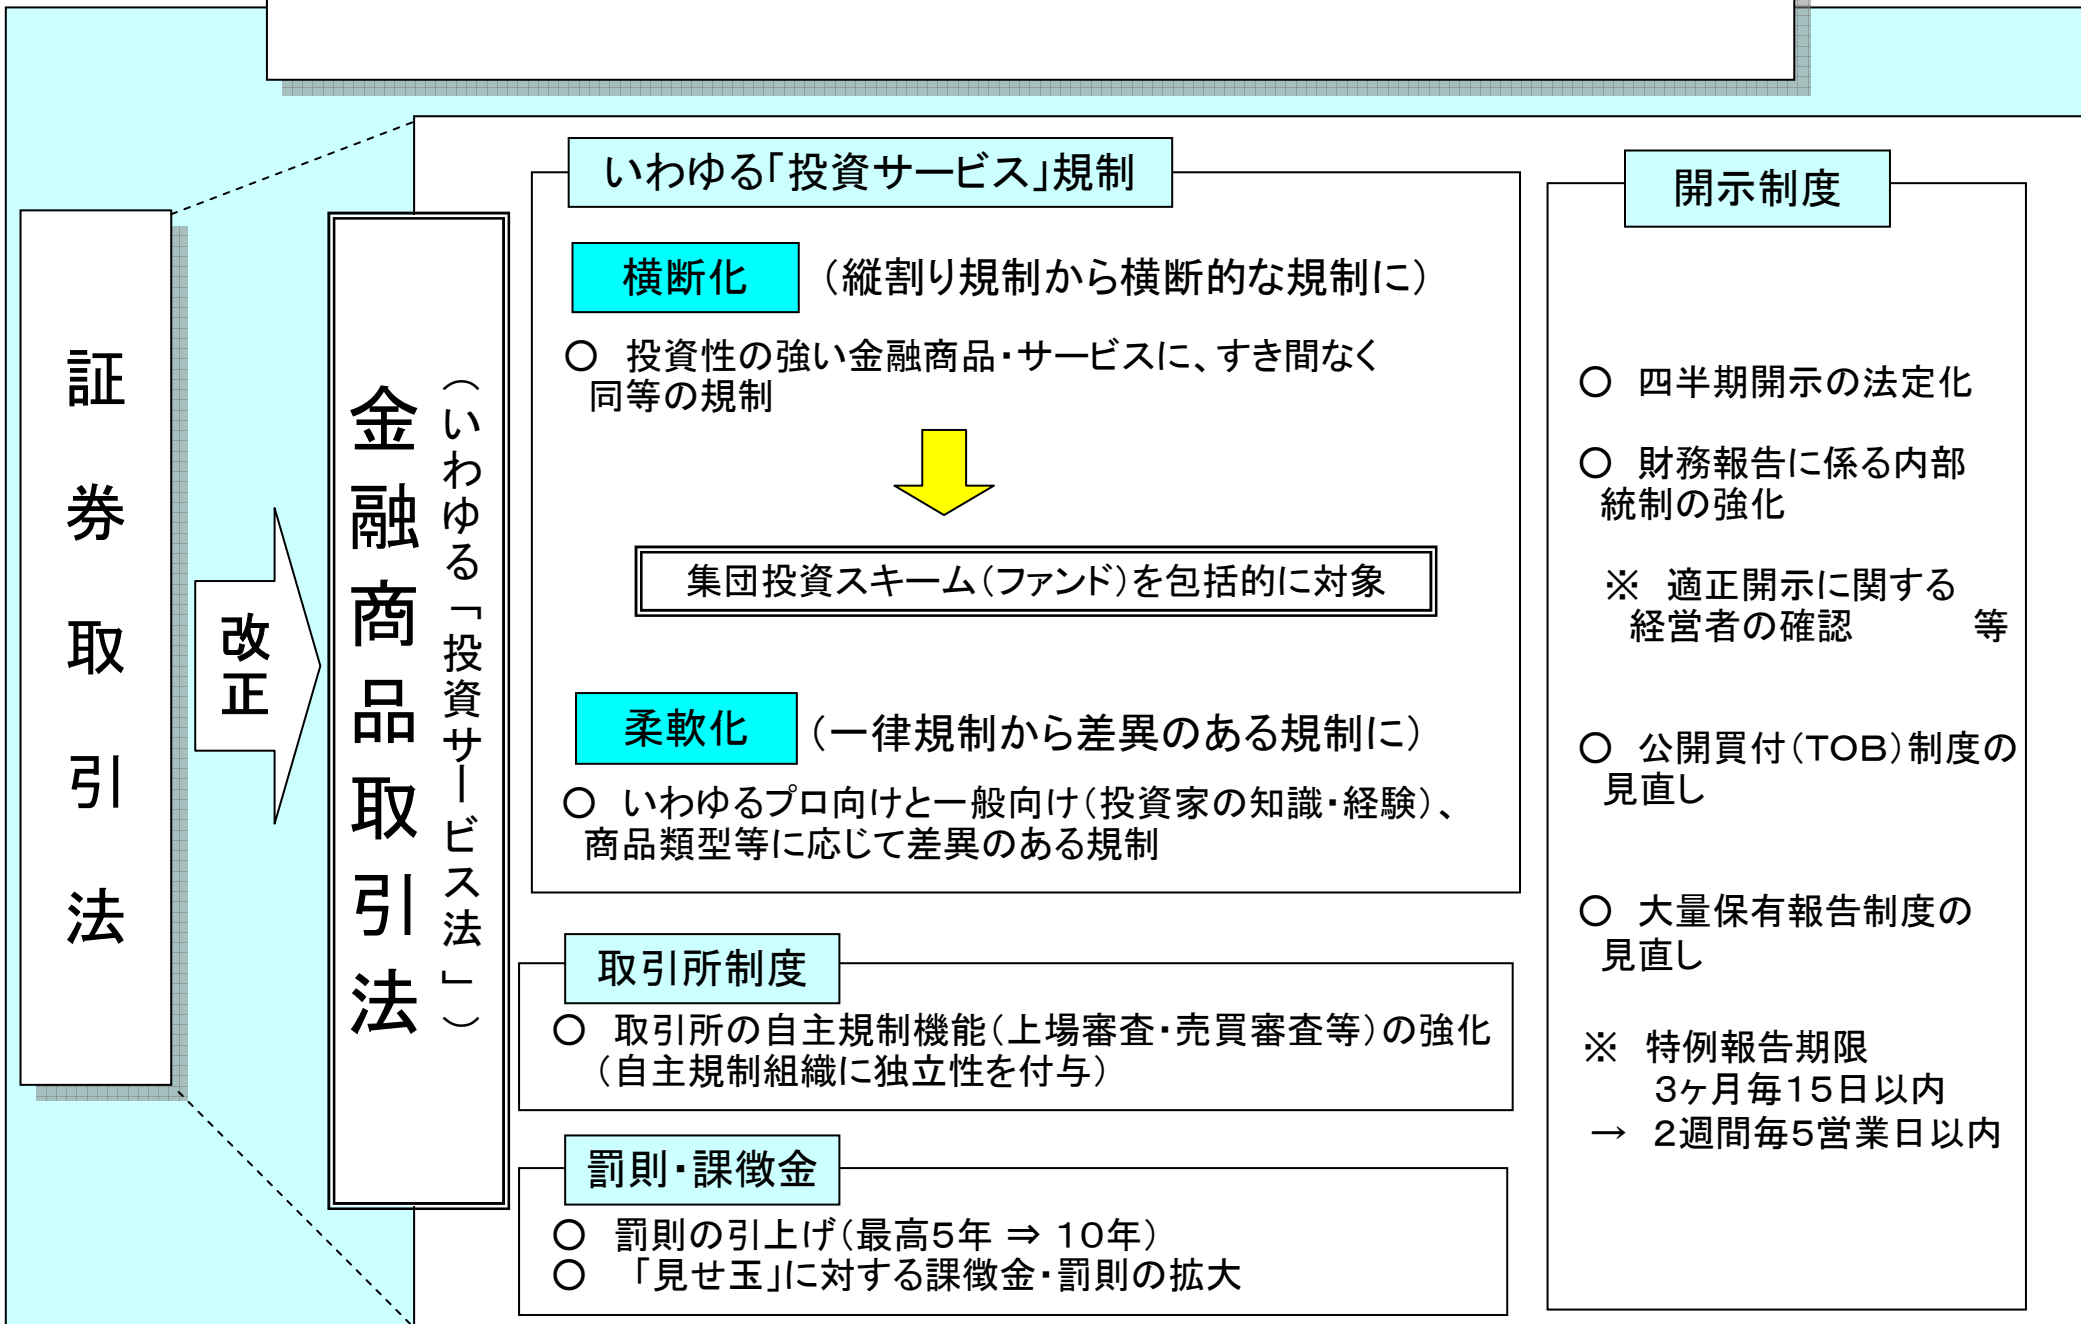 証券取引法
改正
金融商品取引法
（いわゆる「投資サービス法」）
いわゆる「投資サービス」規制
横断化 （縦割り規制から横断的な規制に）
○ 投資性の強い金融商品・サービスに、すき間なく
同等の規制
集団投資スキーム（ファンド）を包括的に対象
柔軟化 （一律規制から差異のある規制に）
○ いわゆるプロ向けと一般向け（投資家の知識・経験）、
商品類型等に応じて差異のある規制
取引所制度
○ 取引所の自主規制機能（上場審査・売買審査等）の強化
（自主規制組織に独立性を付与）
罰則・課徴金
○ 罰則の引上げ（最高５年 ⇒ １０年）
○ 「見せ玉」に対する課徴金・罰則の拡大
開示制度
○ 四半期開示の法定化
○ 財務報告に係る内部
統制の強化
※ 適正開示に関する
経営者の確認 等
○ 公開買付（ＴＯＢ）制度の
見直し
○ 大量保有報告制度の
見直し
※ 特例報告期限
３ヶ月毎１５日以内
→ ２週間毎５営業日以内